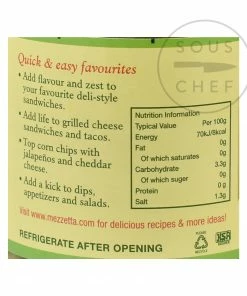 SOUS
CHEF
Quick & easy favourites
• Add flavour and zest to
your favourite deli-style
sandwiches.
• Add life to grilled cheese
sandwiches and tacos.
• Top corn chips with
jalapeños and cheddar
cheese.
• Add a kick to dips,
appetizers and salads.
Nutrition Information
Typical Value Per 100g
Energy 70kJ/8kcal
Fat 0g
Of which saturates 0g
Carbohydrate 3.3g
Of which suger 0g
Protein 0 g
Salt 1.3g
Visit www.mezzetta.com for delicious recipes & more ideas!
REFRIGERATE AFTER OPENING
PLEASE
RECYCLE